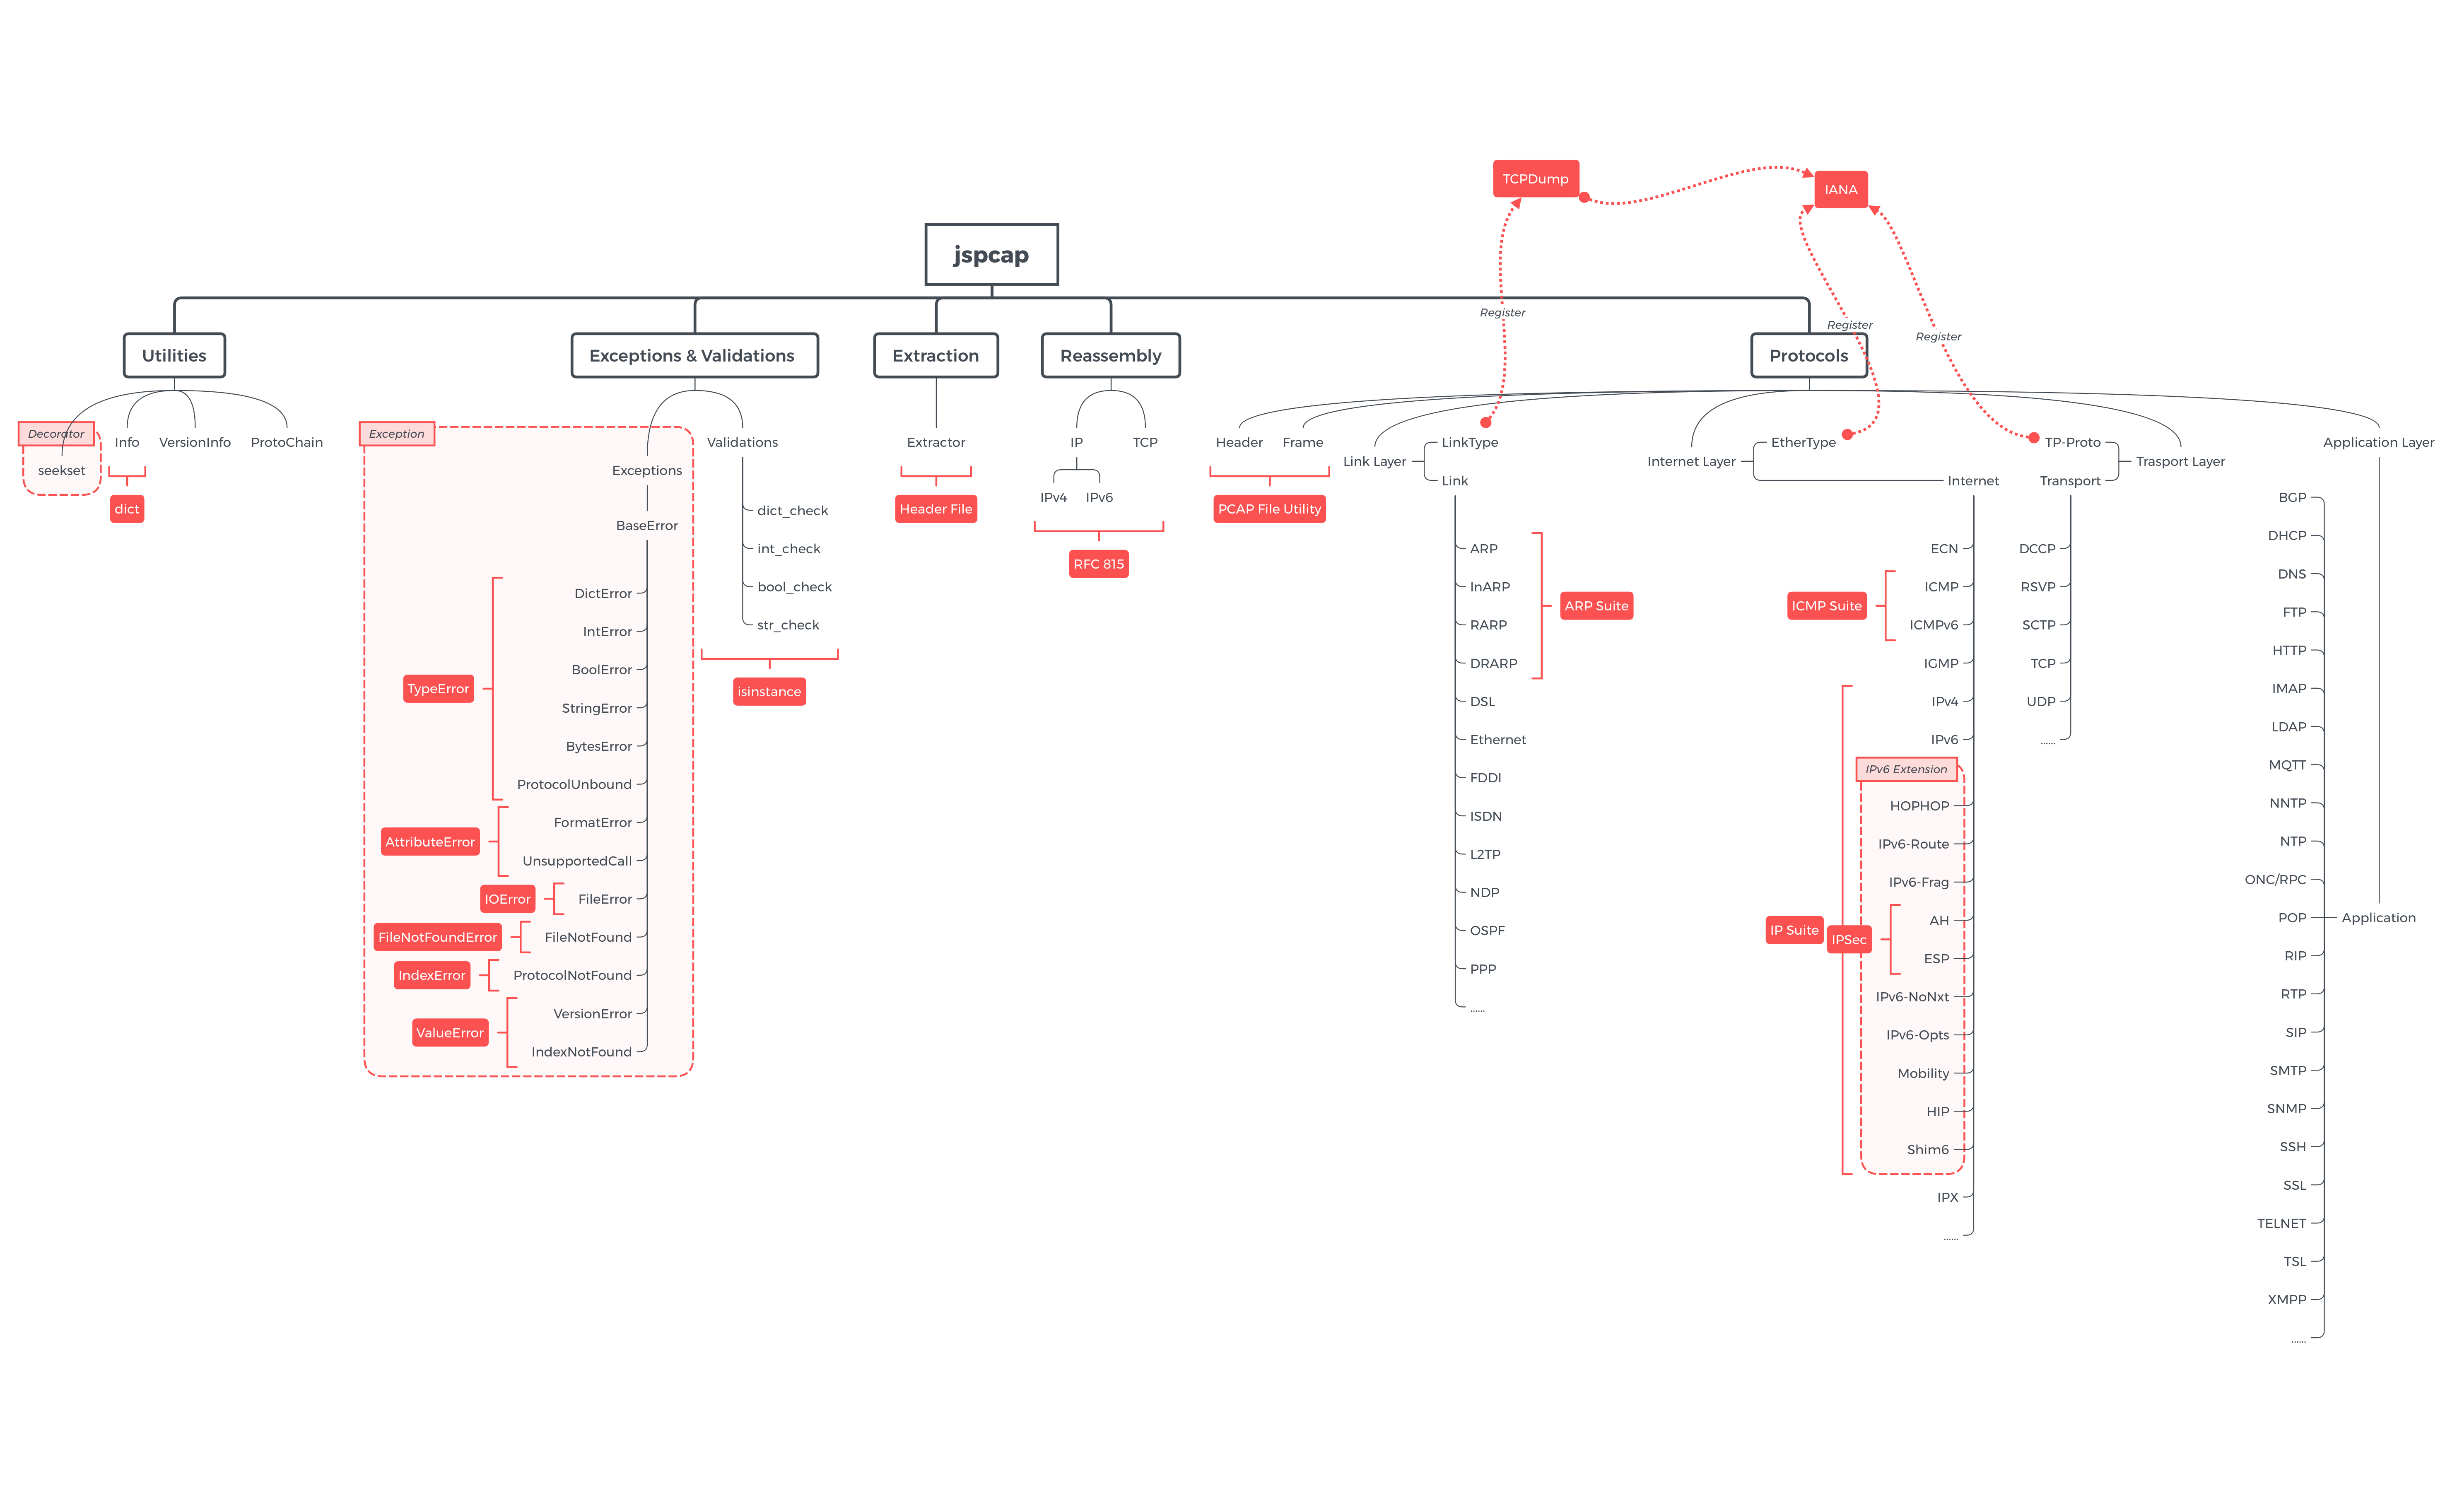 TCPDump
IANA
jspcap
Register
Register
Register
Utilities
Exceptions & Validations
Extraction
Reassembly
Protocols
Decorator
seekset
Info
VersionInfo
ProtoChain
dict
Exception
Exceptions
BaseError
DictError
IntError
BoolError
StringError
BytesError
ProtocolUnbound
FormatError
UnsupportedCall
FileError
FileNotFound
ProtocolNotFound
VersionError
IndexNotFound
TypeError
AttributeError
IOError
FileNotFoundError
IndexError
ValueError
Validations
dict_check
int_check
bool_check
str_check
isinstance
Extractor
Header File
IP
TCP
IPv4
IPv6
RFC 815
Header
Frame
PCAP File Utility
Link Layer
LinkType
Link
ARP
InARP
RARP
DRARP
DSL
Ethernet
FDDI
ISDN
L2TP
NDP
OSPF
PPP
......
ARP Suite
Internet Layer
EtherType
Internet
ECN
ICMP
ICMPv6
IGMP
IPv4
IPv6
IPv6 Extension
HOPHOP
IPv6-Route
IPv6-Frag
AH
ESP
IPv6-NoNxt
IPv6-Opts
Mobility
HIP
Shim6
IPX
......
ICMP Suite
IP Suite
IPSec
TP-Proto
Trasport Layer
Transport
DCCP
RSVP
SCTP
TCP
UDP
......
Application Layer
Application
BGP
DHCP
DNS
FTP
HTTP
IMAP
LDAP
MQTT
NNTP
NTP
ONC/RPC
POP
RIP
RTP
SIP
SMTP
SNMP
SSH
SSL
TELNET
TSL
XMPP
......